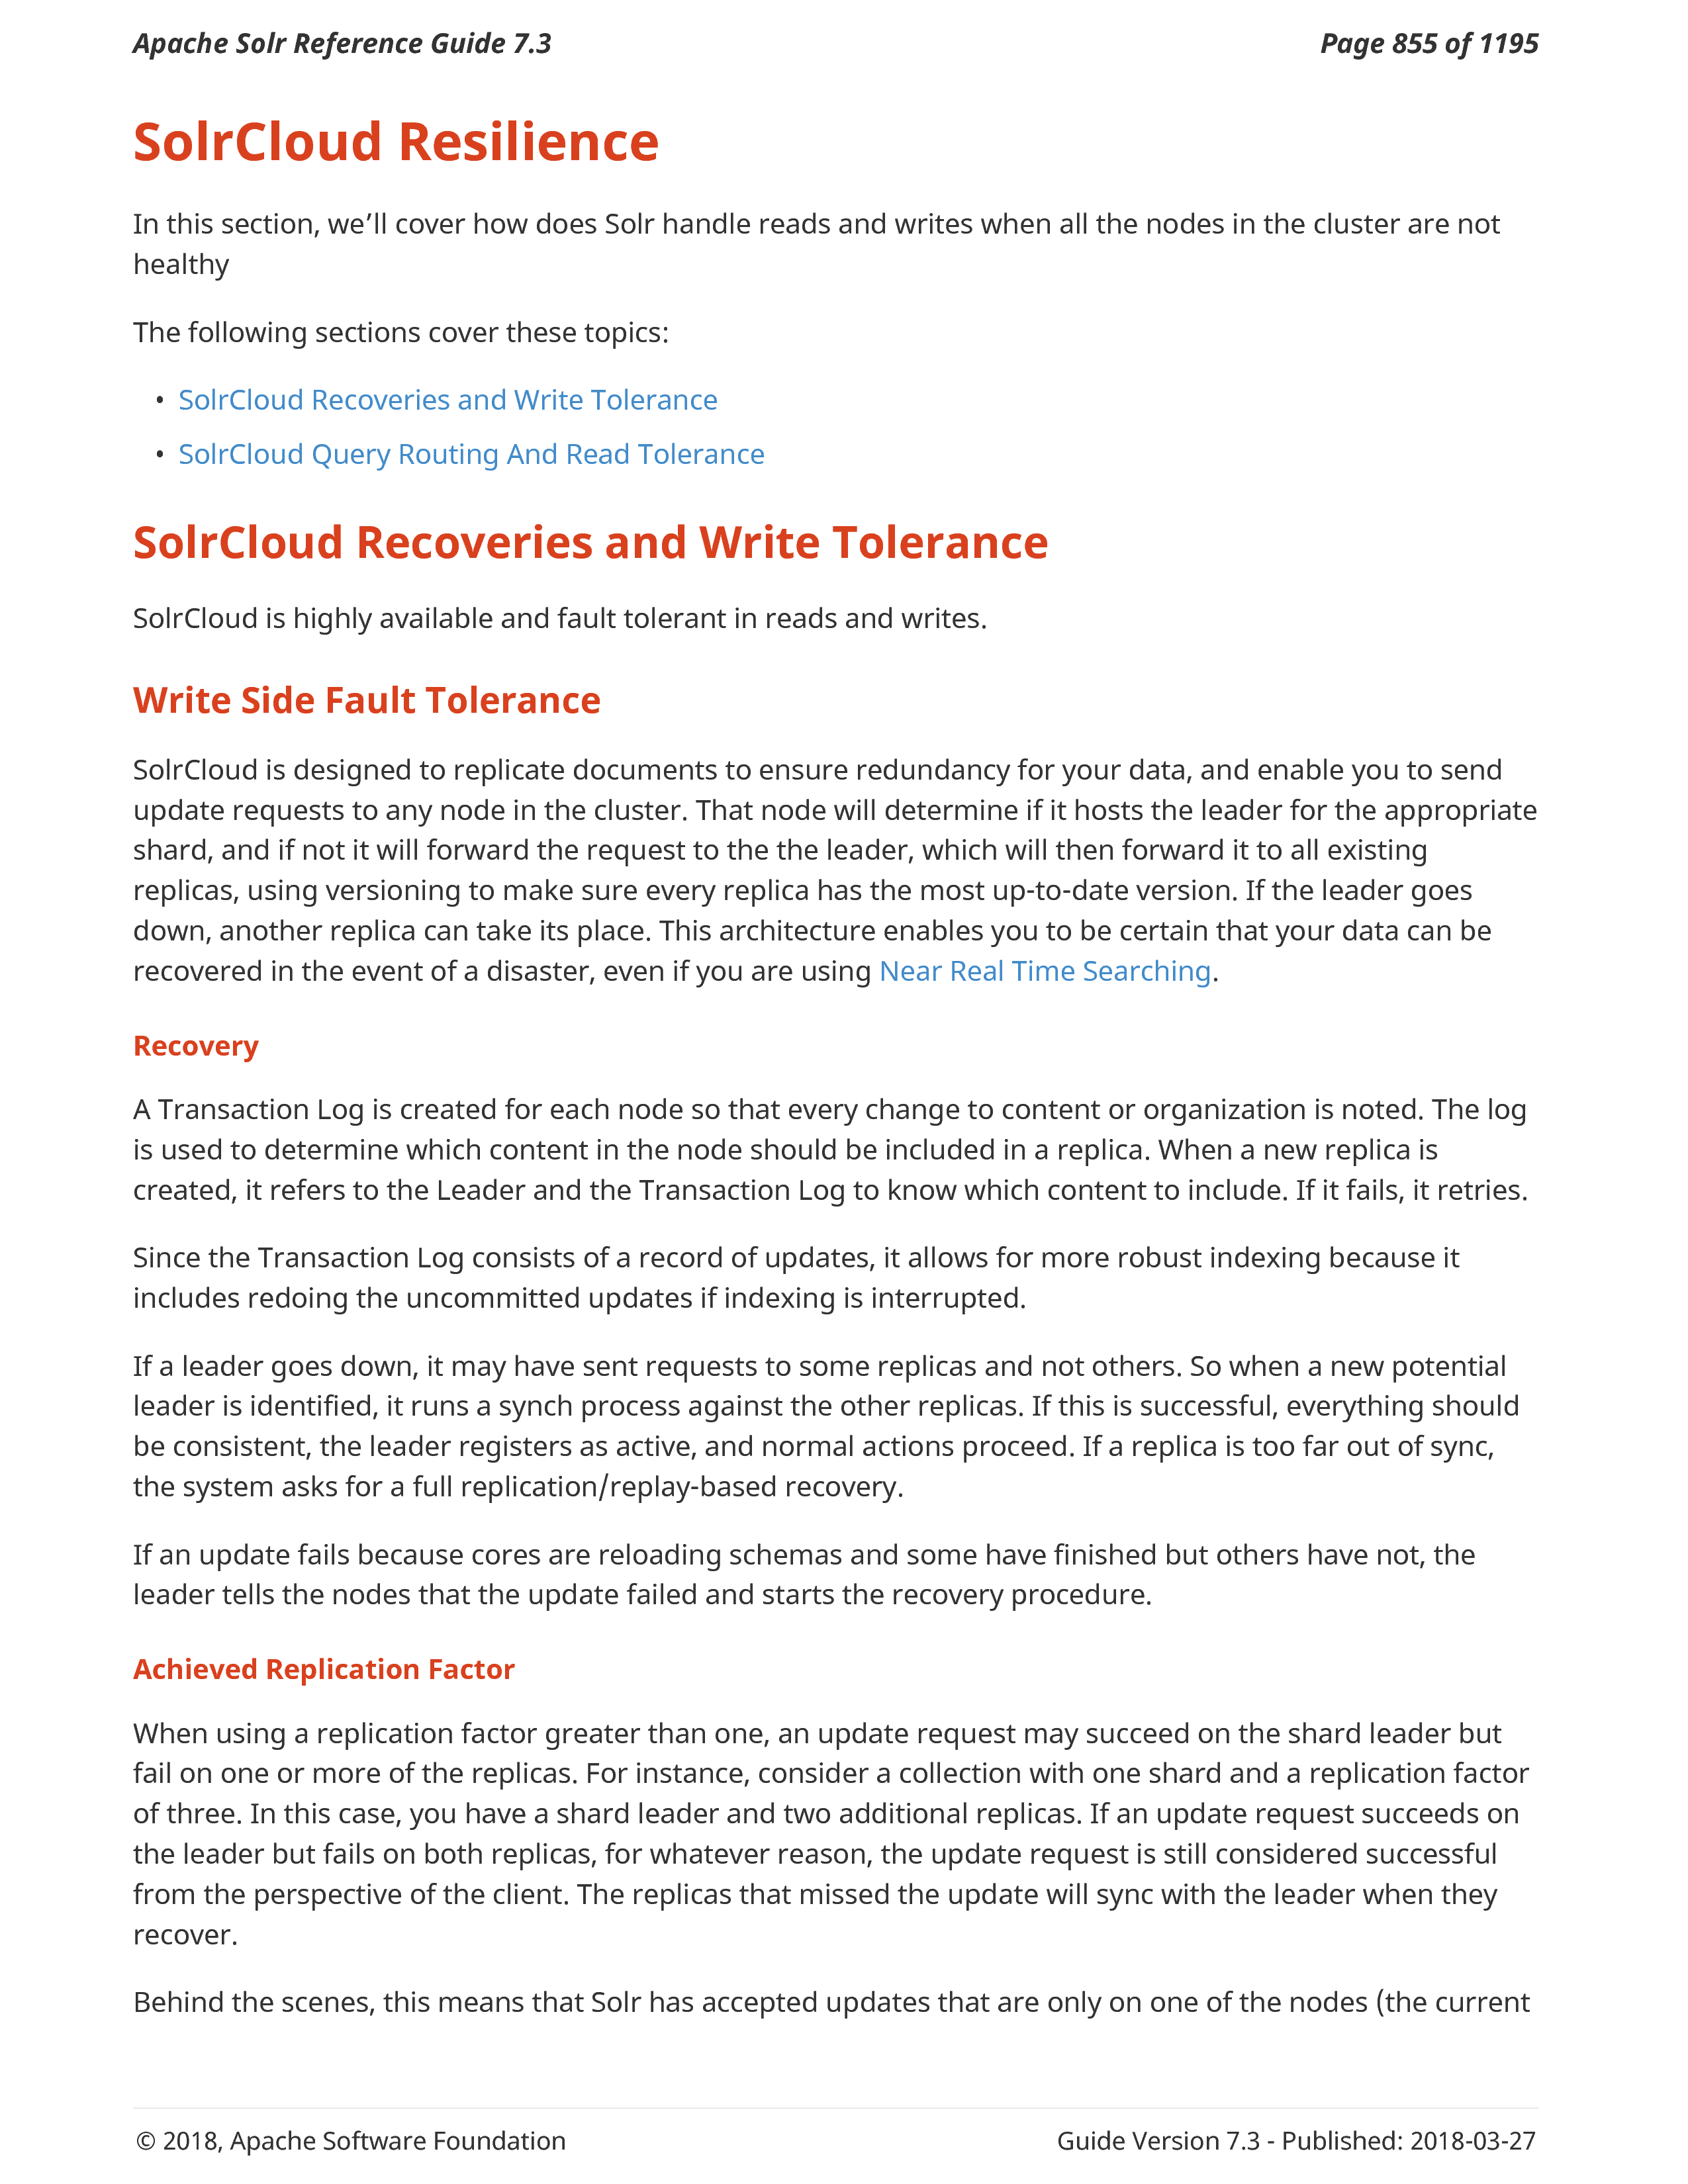 Apache Solr Reference Guide 7.3 Page 855 of 1195
SolrCloud Resilience
In this section, we’ll cover how does Solr handle reads and writes when all the nodes in the cluster are not
healthy
The following sections cover these topics:
• SolrCloud Recoveries and Write Tolerance
• SolrCloud Query Routing And Read Tolerance
SolrCloud Recoveries and Write Tolerance
SolrCloud is highly available and fault tolerant in reads and writes.
Write Side Fault Tolerance
SolrCloud is designed to replicate documents to ensure redundancy for your data, and enable you to send
update requests to any node in the cluster. That node will determine if it hosts the leader for the appropriate
shard, and if not it will forward the request to the the leader, which will then forward it to all existing
replicas, using versioning to make sure every replica has the most up-to-date version. If the leader goes
down, another replica can take its place. This architecture enables you to be certain that your data can be
recovered in the event of a disaster, even if you are using Near Real Time Searching.
Recovery
A Transaction Log is created for each node so that every change to content or organization is noted. The log
is used to determine which content in the node should be included in a replica. When a new replica is
created, it refers to the Leader and the Transaction Log to know which content to include. If it fails, it retries.
Since the Transaction Log consists of a record of updates, it allows for more robust indexing because it
includes redoing the uncommitted updates if indexing is interrupted.
If a leader goes down, it may have sent requests to some replicas and not others. So when a new potential
leader is identified, it runs a synch process against the other replicas. If this is successful, everything should
be consistent, the leader registers as active, and normal actions proceed. If a replica is too far out of sync,
the system asks for a full replication/replay-based recovery.
If an update fails because cores are reloading schemas and some have finished but others have not, the
leader tells the nodes that the update failed and starts the recovery procedure.
Achieved Replication Factor
When using a replication factor greater than one, an update request may succeed on the shard leader but
fail on one or more of the replicas. For instance, consider a collection with one shard and a replication factor
of three. In this case, you have a shard leader and two additional replicas. If an update request succeeds on
the leader but fails on both replicas, for whatever reason, the update request is still considered successful
from the perspective of the client. The replicas that missed the update will sync with the leader when they
recover.
Behind the scenes, this means that Solr has accepted updates that are only on one of the nodes (the current
© 2018, Apache Software Foundation Guide Version 7.3 - Published: 2018-03-27